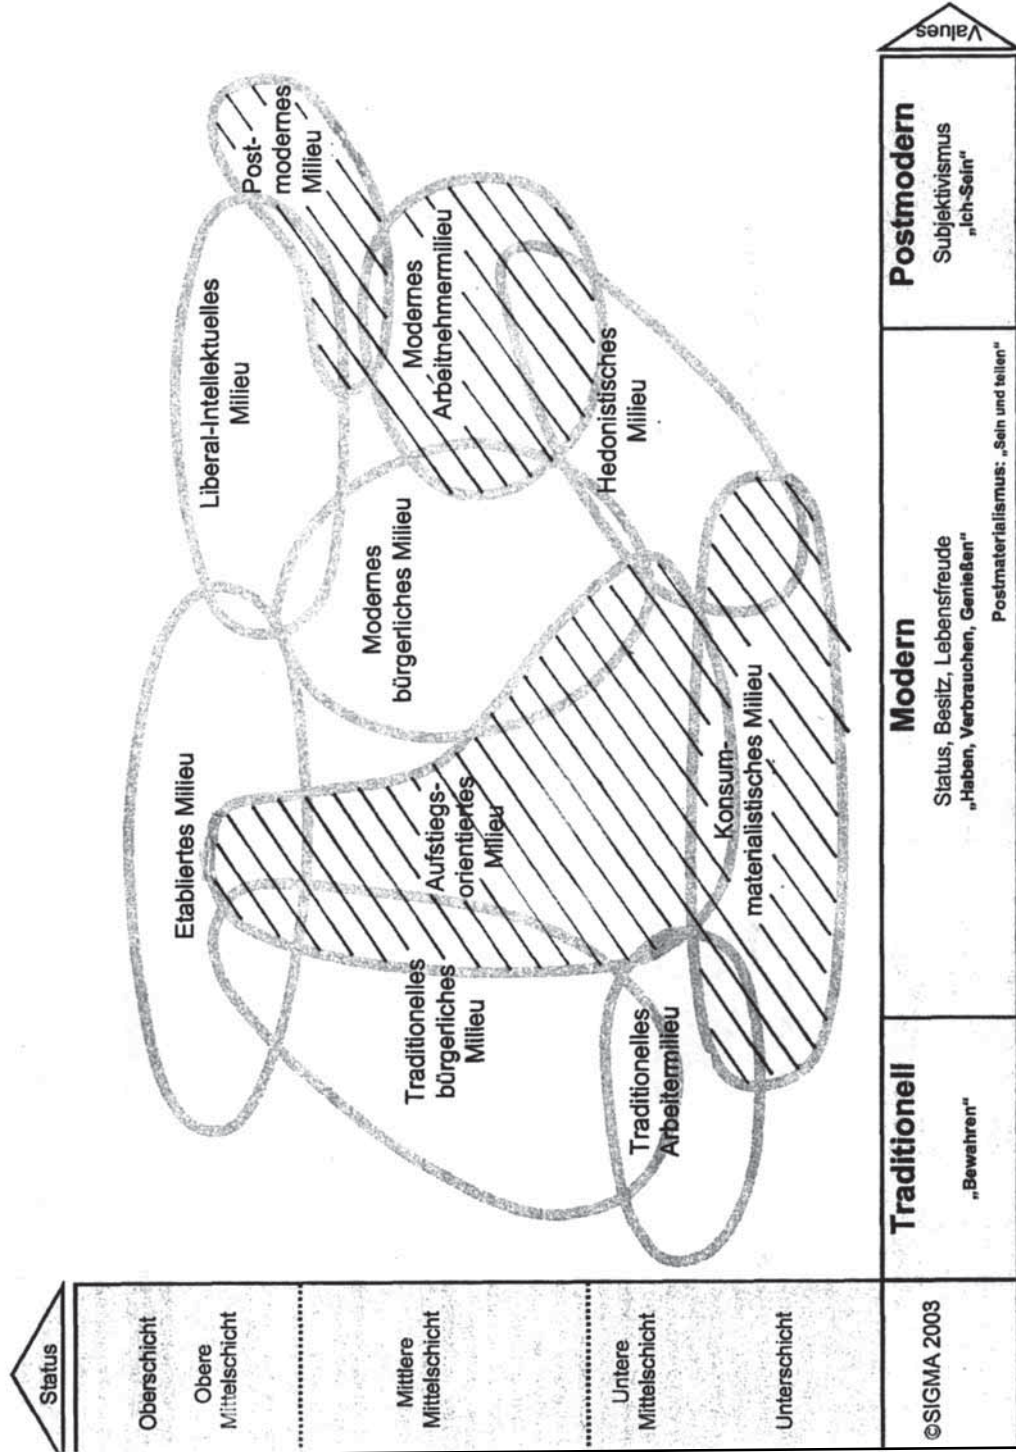 Status
Oberschicht
Obere
Mittelschicht
Mittlere
Mittelschicht
Untere
Mittelschicht
Unterschicht
Etabliertes Milieu
Liberal-Intellektuelles
Milieu
Post-
modernes
Milieu
Traditionelles
bürgerliches
Milieu
Aufstiegs-
orientiertes
Milieu
Modernes
bürgerliches Milieu
Modernes
Arbeitnehmermilieu
Traditionelles
Arbeitermilieu
Konsum-
materialistisches Milieu
Hedonistisches
Milieu
©SIGMA 2003
Traditionell
„Bewahren“
Modern
Status, Besitz, Lebensfreude
„Haben, Verbrauchen, Genießen“
Postmaterialismus: „Sein und teilen“
Postmodern
Subjektivismus
„Ich-Sein“
Values